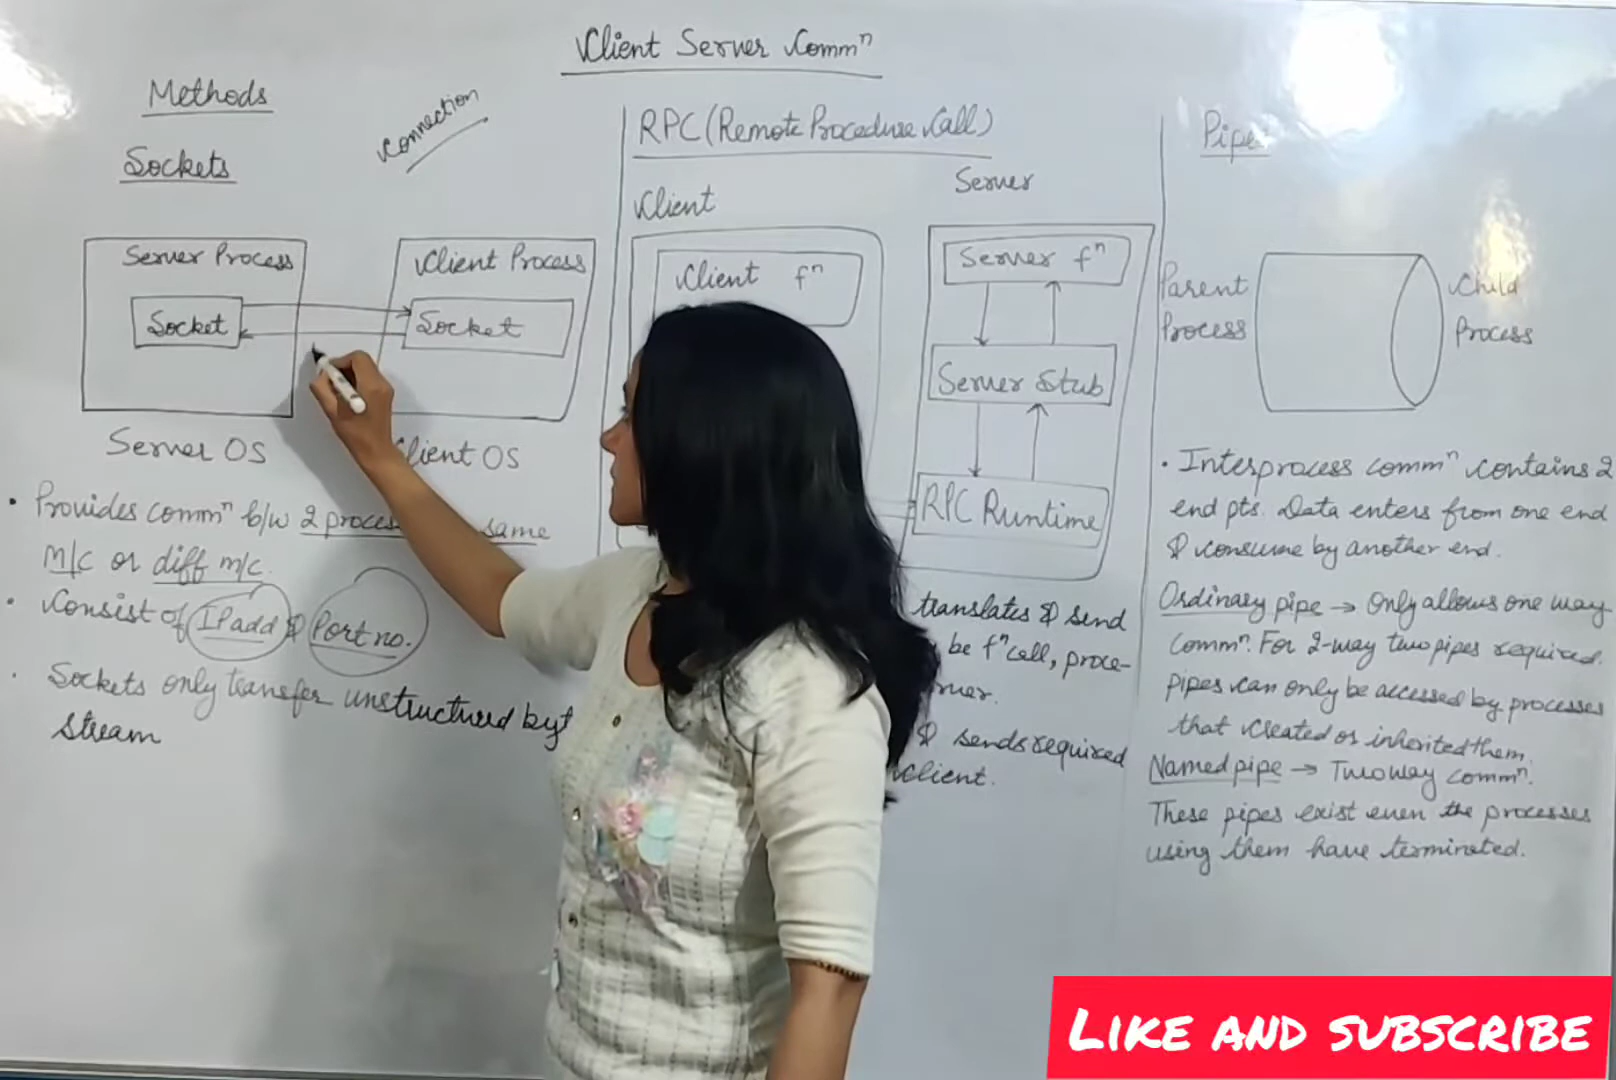 Client Server Commⁿ
Methods
Connection
Sockets
Server Process
Socket
Client Process
Socket
Server OS
Client OS
• Provides commⁿ b/w 2 same
M/C or diff m/c.
• Consist of IP add & Port no.
• Sockets only transfer unstructured
stream
RPC (Remote Procedure Call)
Client
Server
Client fⁿ
Server fⁿ
Server Stub
RPC Runtime
translates & send
be fⁿ call, proce-
& sends required
Client.
Pipe
Parent
Process
Child
Process
• Interprocess commⁿ contains 2
end pts. Data enters from one end
& consume by another end.
Ordinary pipe → Only allows one way
commⁿ. For 2-way two pipes required.
pipes can only be accessed by processes
that created or inherited them.
Named pipe → Two way commⁿ.
These pipes exist even the processes
using them have terminated.
LIKE AND SUBSCRIBE